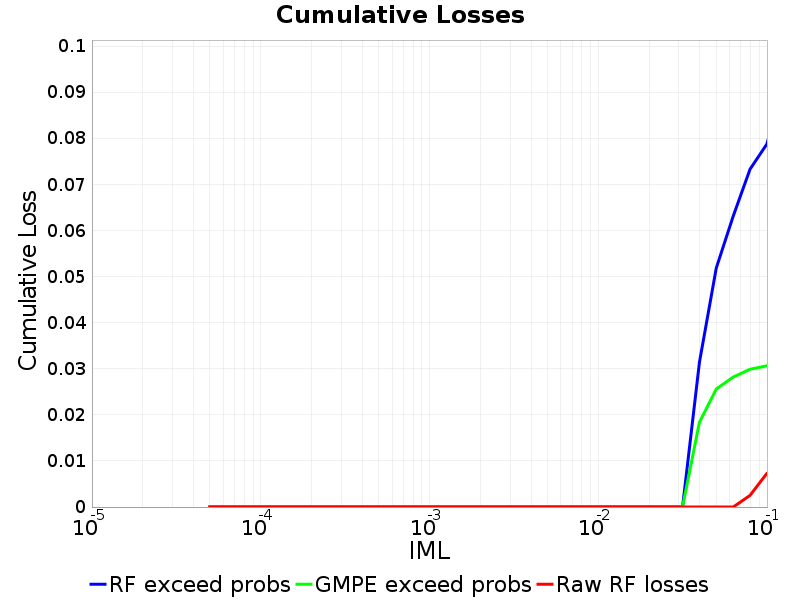 Cumulative Losses
Cumulative Loss
0.1
0.09
0.08
0.07
0.06
0.05
0.04
0.03
0.02
0.01
0
10^-5 10^-4 10^-3 10^-2 10^-1
IML
RF exceed probs GMPE exceed probs Raw RF losses